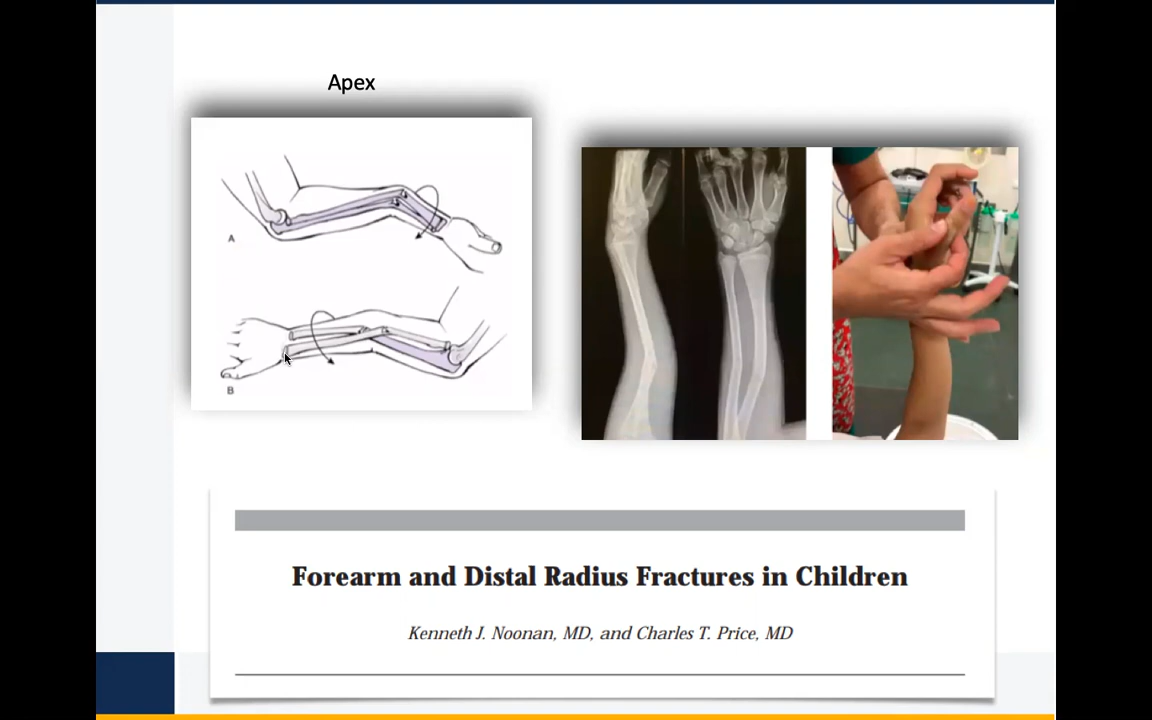 Apex
A
B
Forearm and Distal Radius Fractures in Children
Kenneth J. Noonan, MD, and Charles T. Price, MD